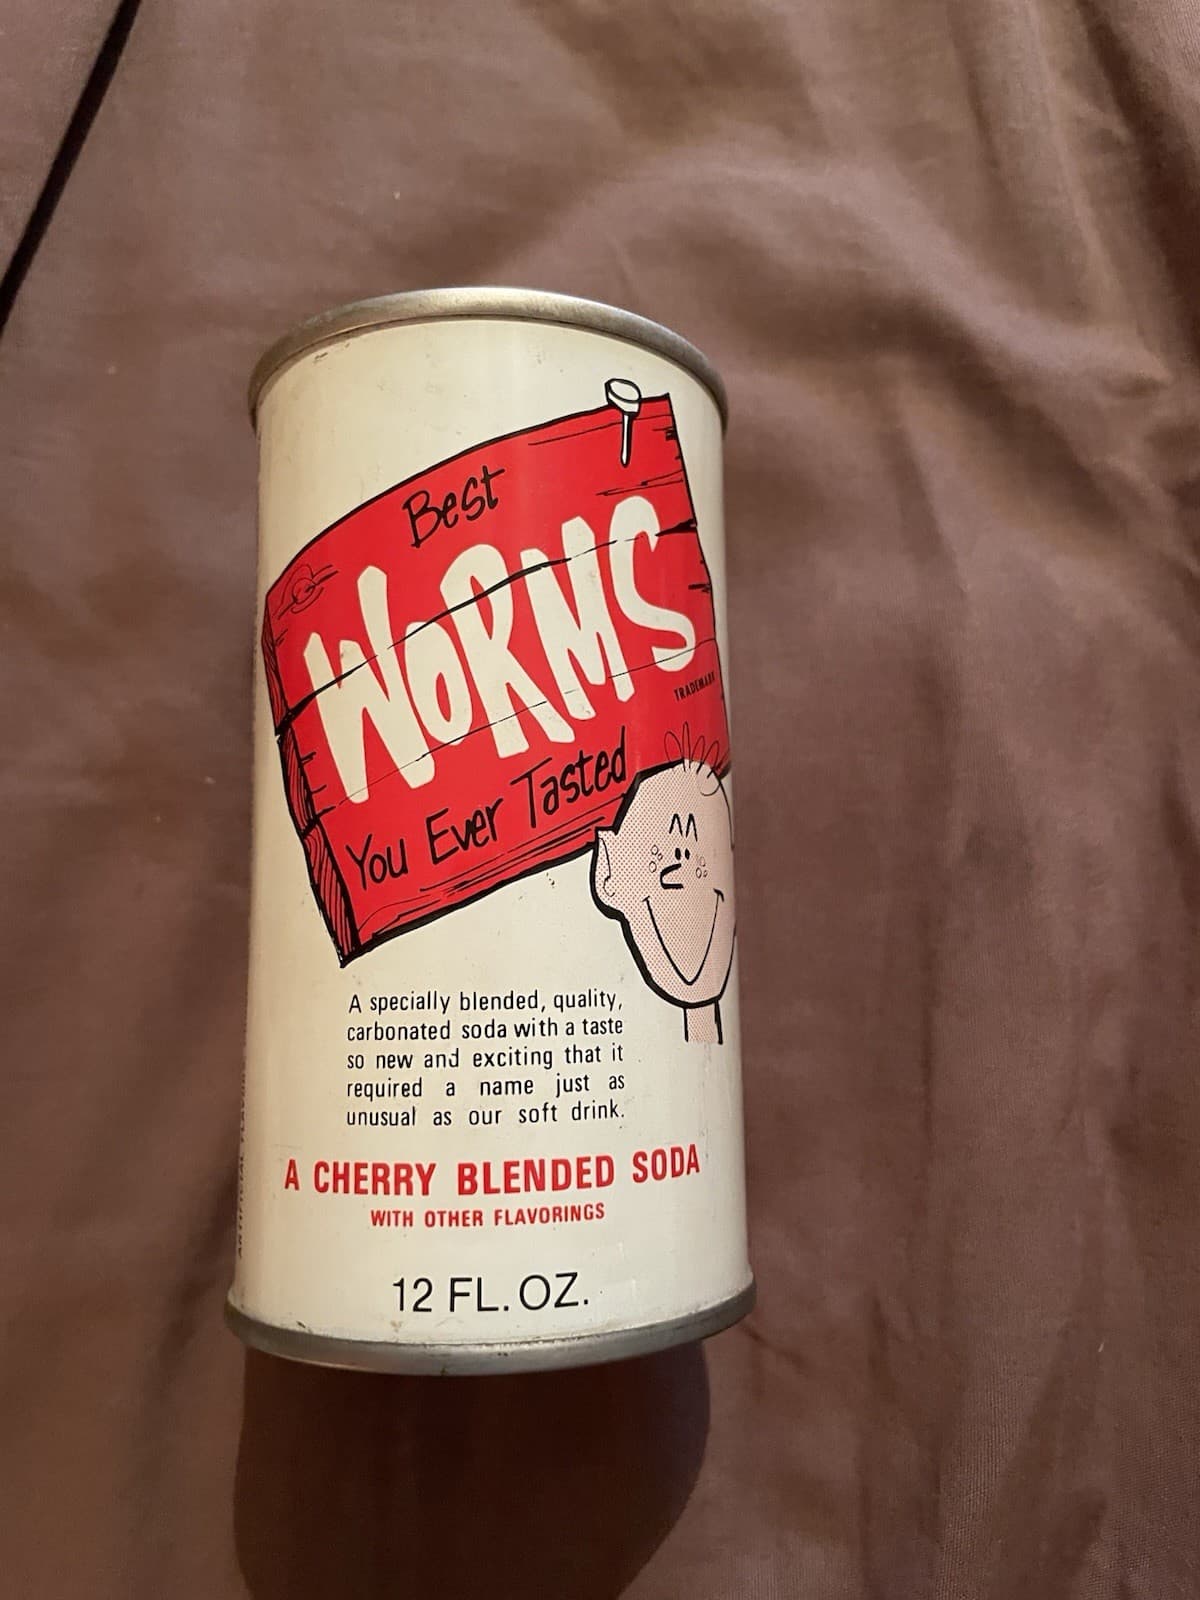 Best
WORMS
TRADEMARK
You Ever Tasted
A specially blended, quality,
carbonated soda with a taste
so new and exciting that it
required a name just as
unusual as our soft drink.
A CHERRY BLENDED SODA
WITH OTHER FLAVORINGS
12 FL. OZ.
ARTIFICIAL